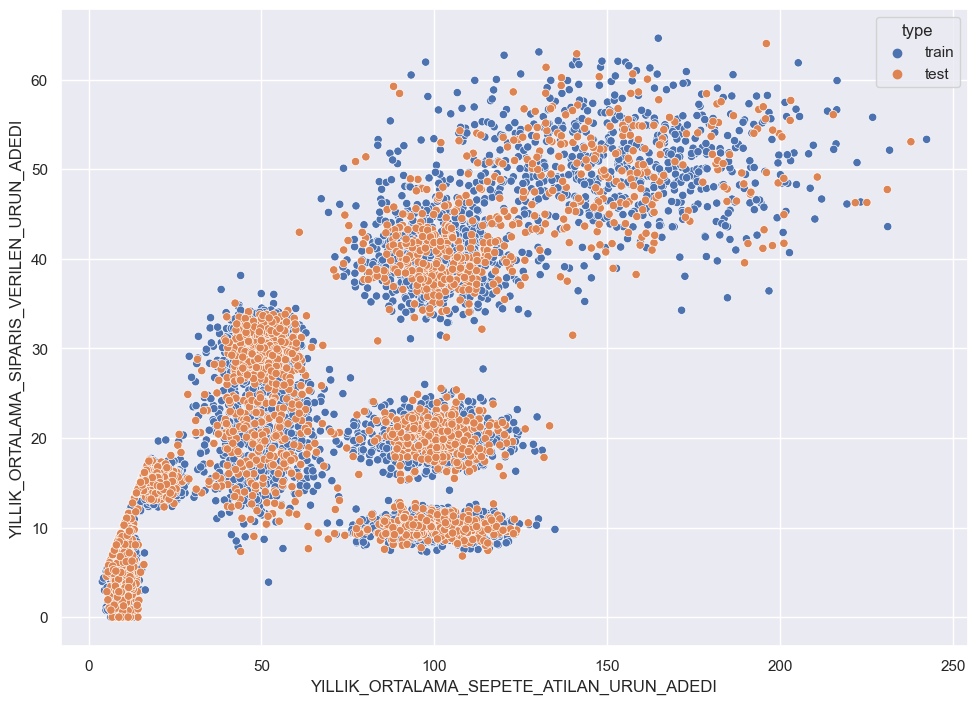 type
train
test
60
50
40
30
20
10
0
YILLIK_ORTALAMA_SIPARIS_VERILEN_URUN_ADEDI
0 50 100 150 200 250
YILLIK_ORTALAMA_SEPETE_ATILAN_URUN_ADEDI